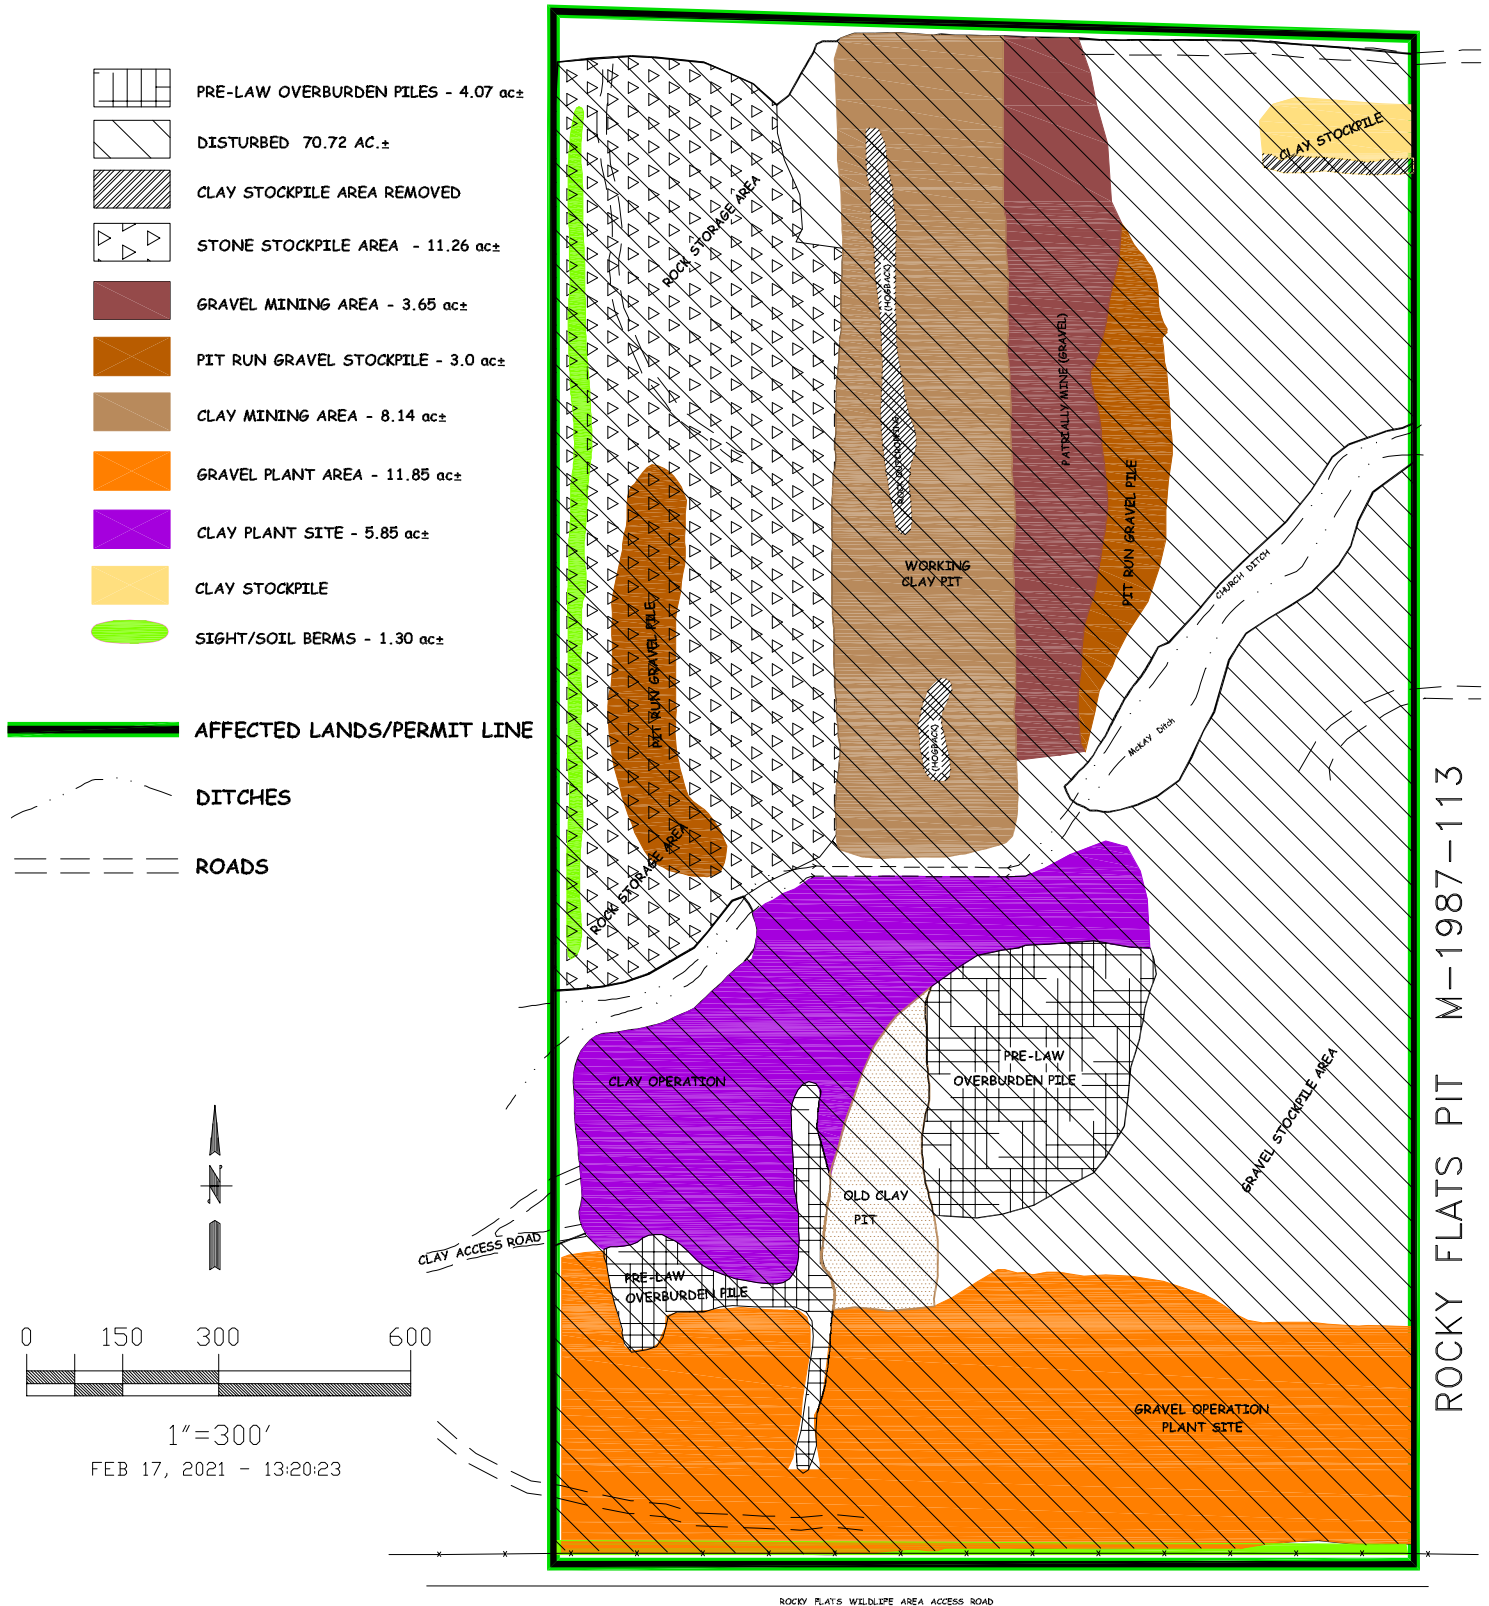 PRE-LAW OVERBURDEN PILES - 4.07 ac±
DISTURBED 70.72 AC.±
CLAY STOCKPILE AREA REMOVED
STONE STOCKPILE AREA - 11.26 ac±
GRAVEL MINING AREA - 3.65 ac±
PIT RUN GRAVEL STOCKPILE - 3.0 ac±
CLAY MINING AREA - 8.14 ac±
GRAVEL PLANT AREA - 11.85 ac±
CLAY PLANT SITE - 5.85 ac±
CLAY STOCKPILE
SIGHT/SOIL BERMS - 1.30 ac±
AFFECTED LANDS/PERMIT LINE
DITCHES
ROADS
N
0 150 300 600
1"=300'
FEB 17, 2021 - 13:20:23
CLAY STOCKPILE
ROCK STORAGE AREA
(HOGBACK)
PATRIALLY MINE (GRAVEL)
PIT RUN GRAVEL PILE
WORKING
CLAY PIT
CHURCH DITCH
McKAY Ditch
(HOGBACK)
PIT RUN GRAVEL PILE
ROCK STORAGE AREA
CLAY OPERATION
PRE-LAW
OVERBURDEN PILE
GRAVEL STOCKPILE AREA
OLD CLAY
PIT
CLAY ACCESS ROAD
PRE-LAW
OVERBURDEN PILE
GRAVEL OPERATION
PLANT SITE
ROCKY FLATS PIT M-1987-113
ROCKY FLATS WILDLIFE AREA ACCESS ROAD